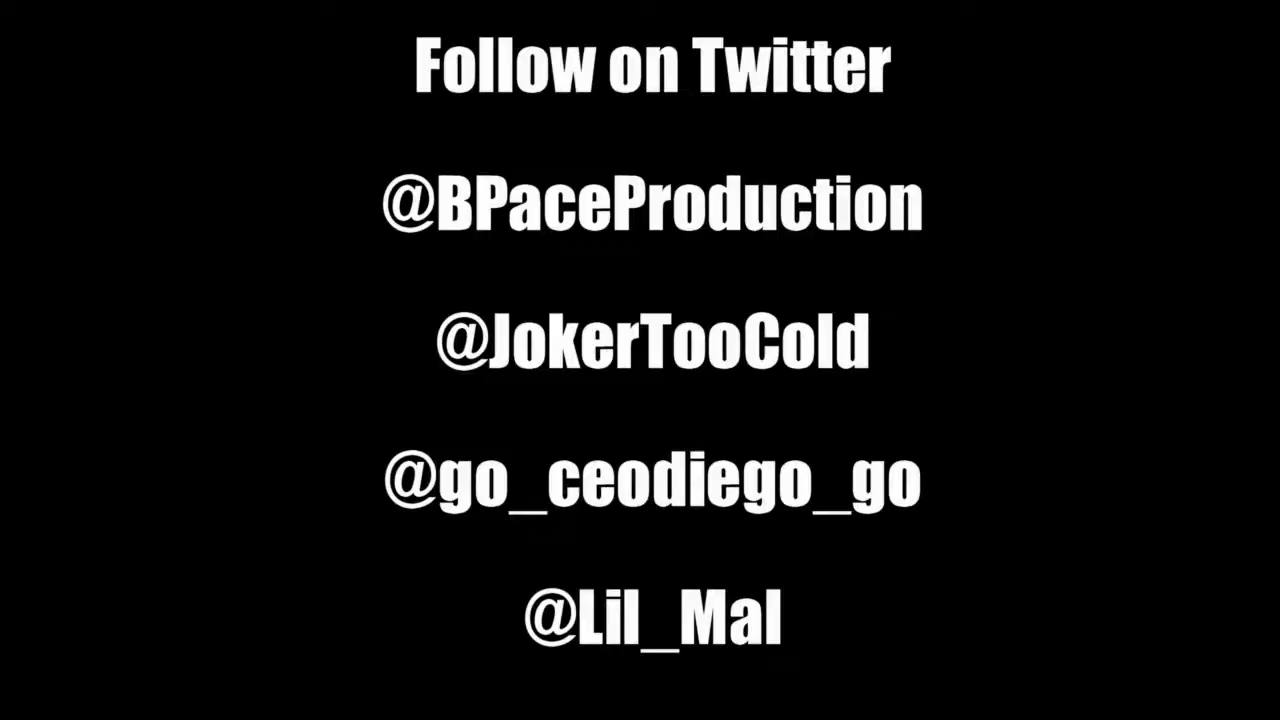 Follow on Twitter
@BPaceProduction
@JokerTooCold
@go_ceodiego_go
@Lil_Mal